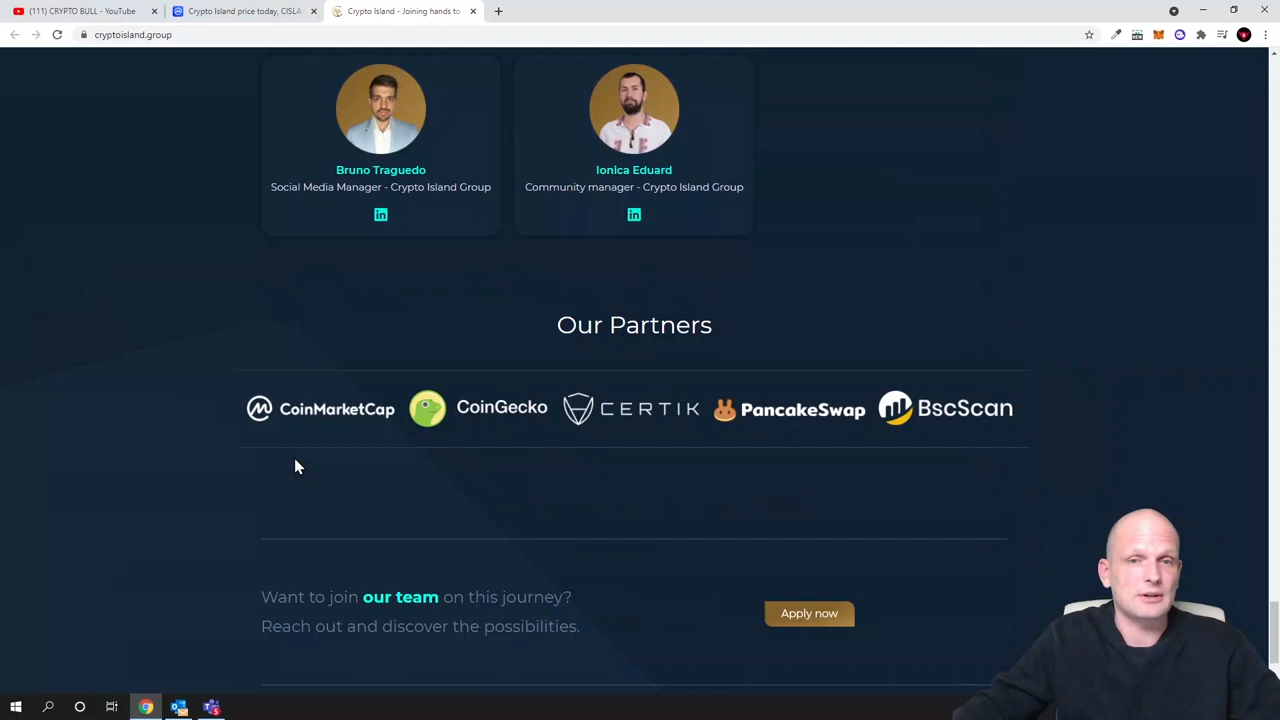 (111) CRYPTO BULL - YouTube
Crypto Island price today, CISLA
Crypto Island - Joining hands to
cryptoisland.group
Bruno Traguedo
Social Media Manager - Crypto Island Group
Ionica Eduard
Community manager - Crypto Island Group
Our Partners
CoinMarketCap
CoinGecko
CERTIK
PancakeSwap
BscScan
Want to join our team on this journey?
Reach out and discover the possibilities.
Apply now